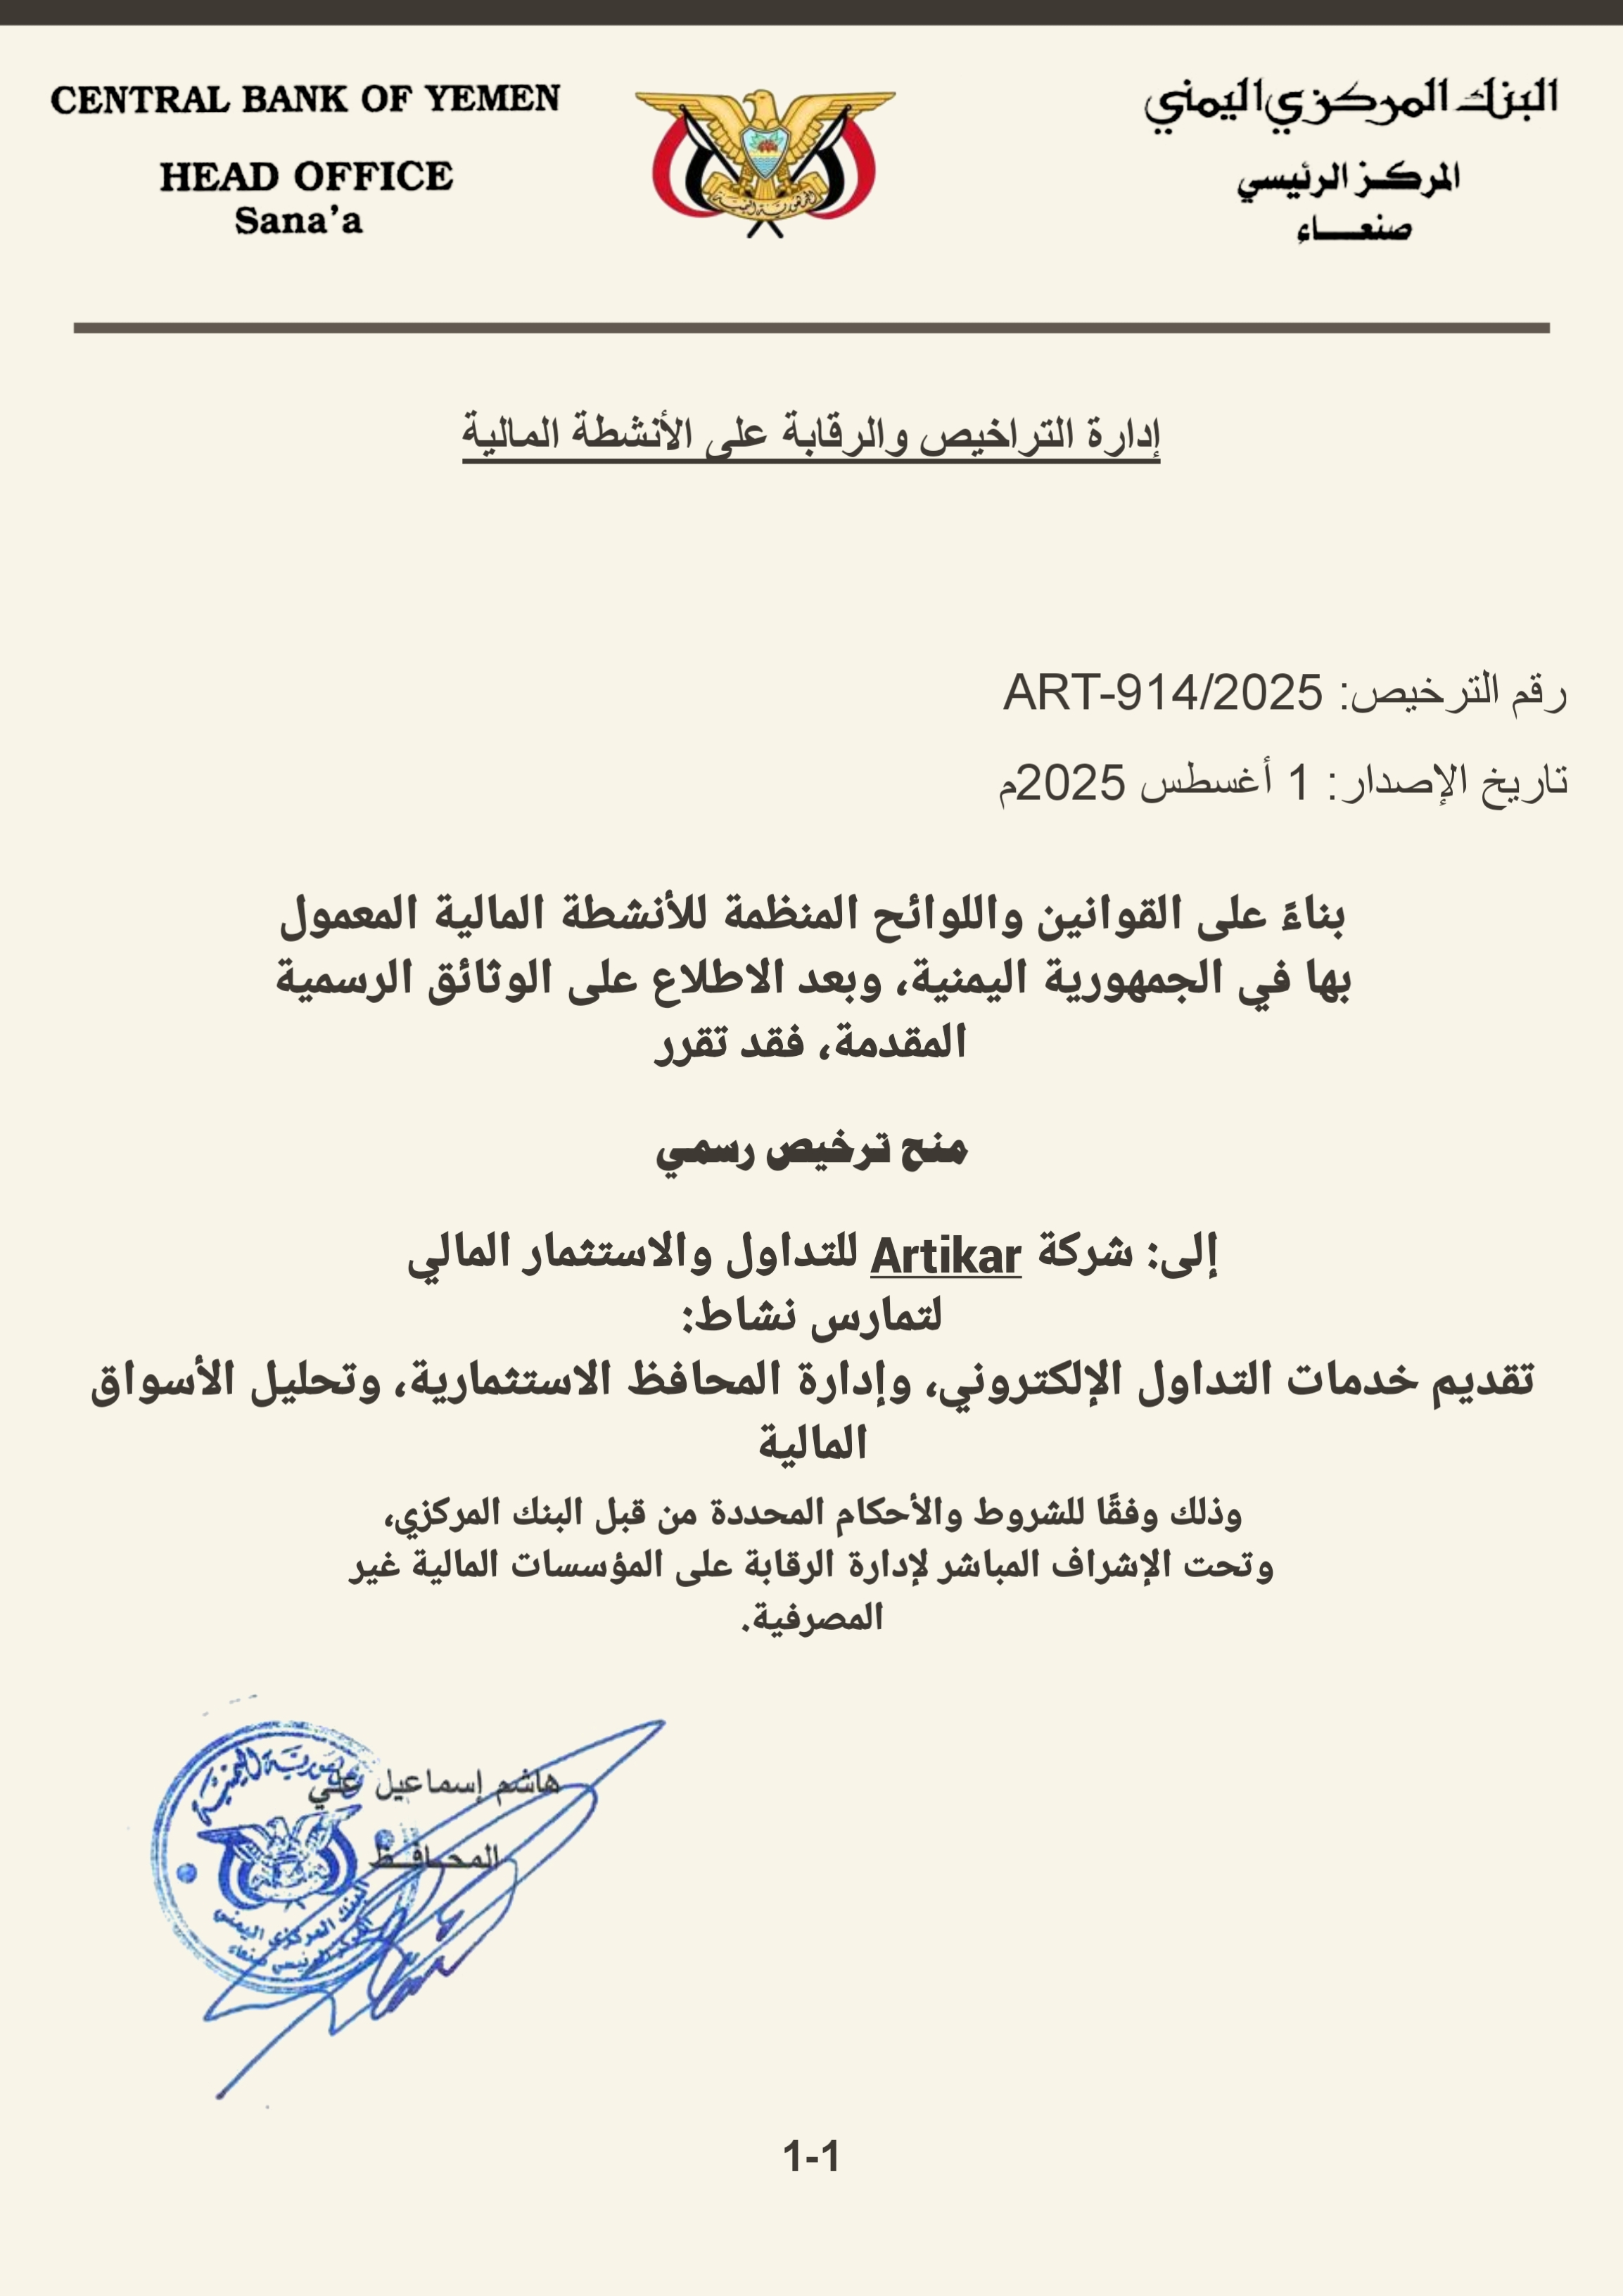 CENTRAL BANK OF YEMEN
HEAD OFFICE
Sana’a
البنك المركزي اليمني
المركز الرئيسي
صنعاء
الجمهورية اليمنية
إدارة التراخيص والرقابة على الأنشطة المالية
رقم الترخيص: ART-914/2025
تاريخ الإصدار: 1 أغسطس 2025م
بناءً على القوانين واللوائح المنظمة للأنشطة المالية المعمول
بها في الجمهورية اليمنية، وبعد الاطلاع على الوثائق الرسمية
المقدمة، فقد تقرر
منح ترخيص رسمي
إلى: شركة Artikar للتداول والاستثمار المالي
لتمارس نشاط:
تقديم خدمات التداول الإلكتروني، وإدارة المحافظ الاستثمارية، وتحليل الأسواق
المالية
وذلك وفقًا للشروط والأحكام المحددة من قبل البنك المركزي،
وتحت الإشراف المباشر لإدارة الرقابة على المؤسسات المالية غير
المصرفية.
هاشم إسماعيل علي
المحافظ
الجمهورية اليمنية
البنك المركزي اليمني
المركز الرئيسي صنعاء
1-1